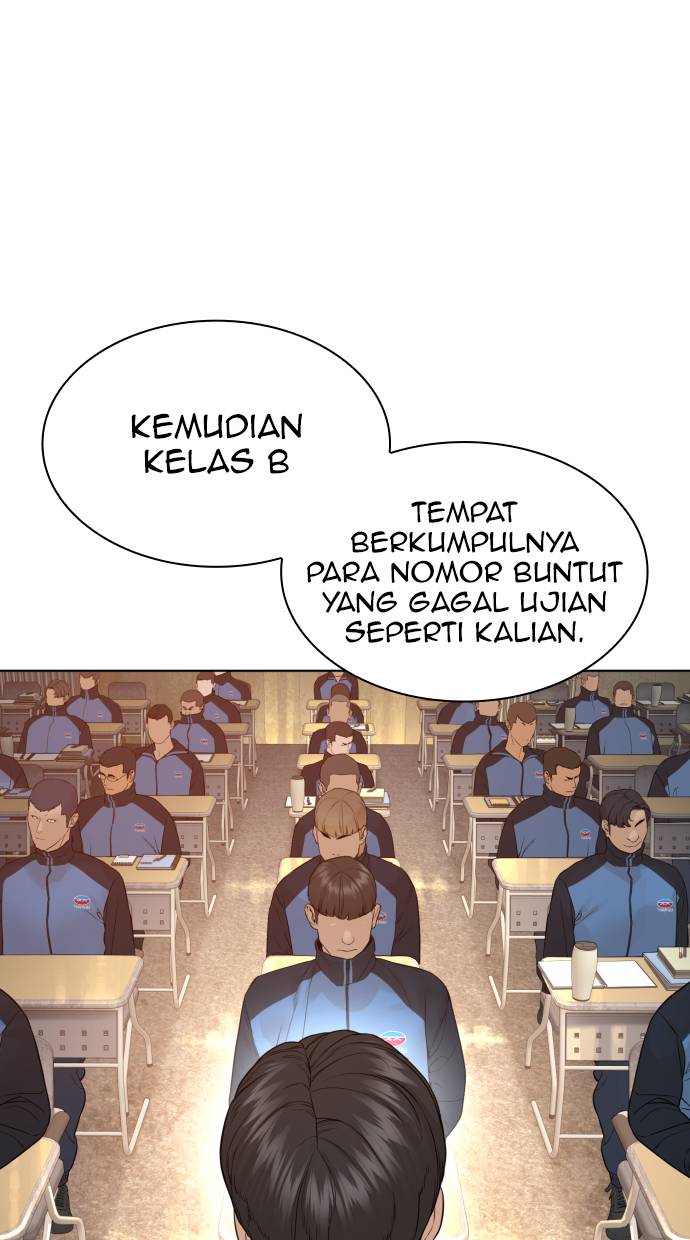 KEMUDIAN
KELAS B
TEMPAT
BERKUMPULNYA
PARA NOMOR BUNTUT
YANG GAGAL UJIAN
SEPERTI KALIAN.